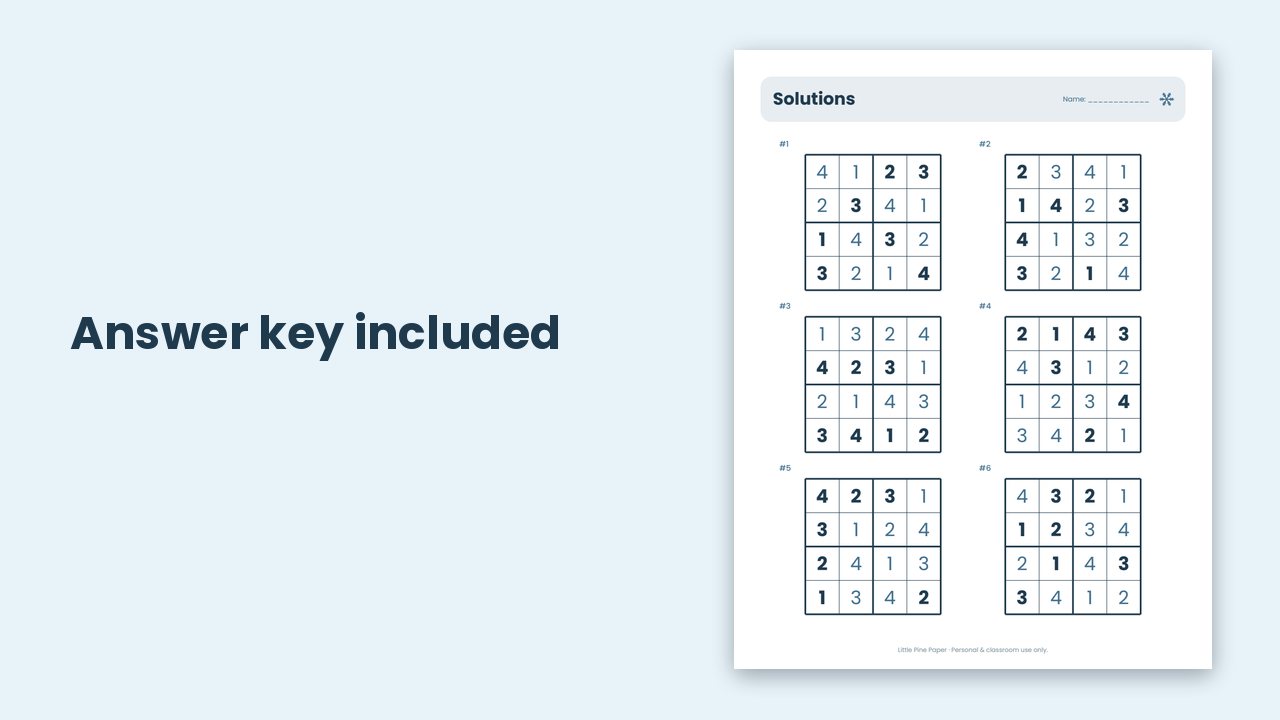 Answer key included
Solutions
Name: ____________
#1
4 1 2 3
2 3 4 1
1 4 3 2
3 2 1 4
#2
2 3 4 1
1 4 2 3
4 1 3 2
3 2 1 4
#3
1 3 2 4
4 2 3 1
2 1 4 3
3 4 1 2
#4
2 1 4 3
4 3 1 2
1 2 3 4
3 4 2 1
#5
4 2 3 1
3 1 2 4
2 4 1 3
1 3 4 2
#6
4 3 2 1
1 2 3 4
2 1 4 3
3 4 1 2
Little Pine Paper · Personal & classroom use only.